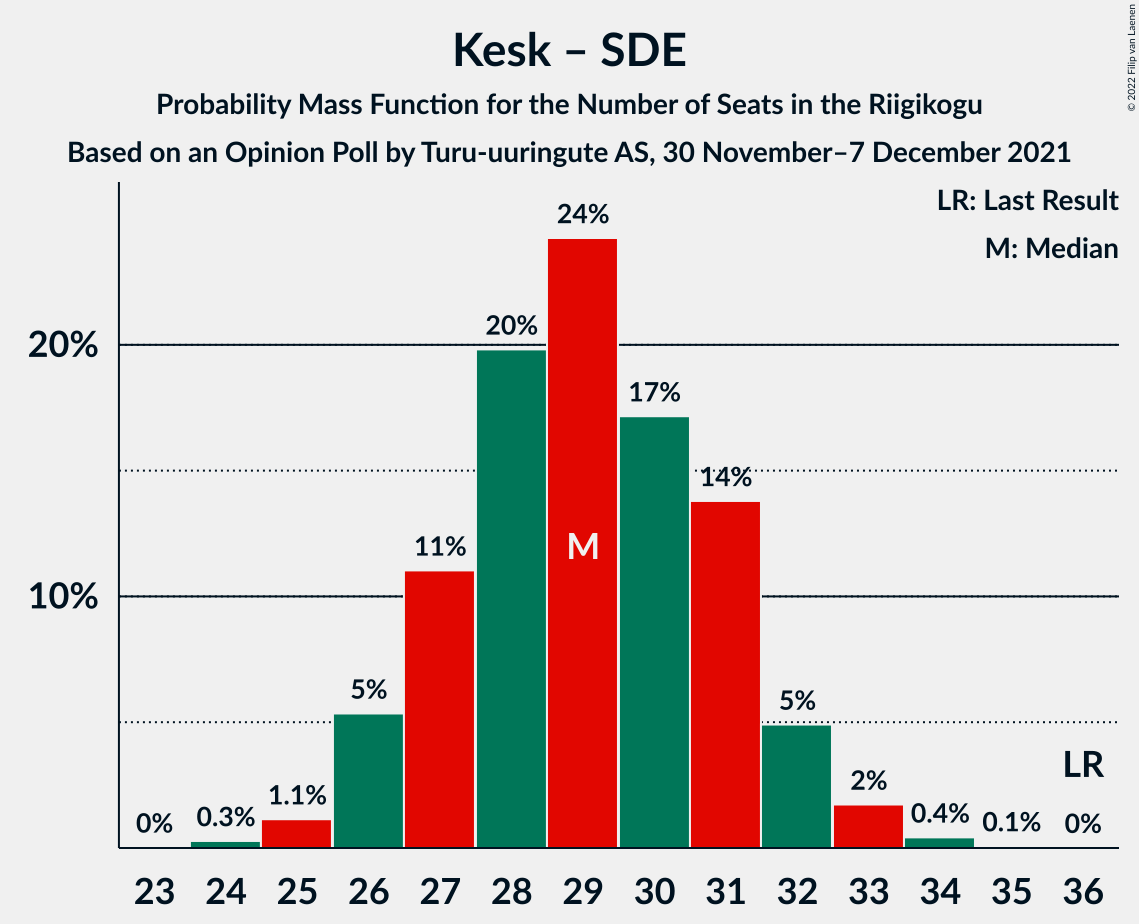 Kesk – SDE
Probability Mass Function for the Number of Seats in the Riigikogu
Based on an Opinion Poll by Turu-uuringute AS, 30 November–7 December 2021
© 2022 Filip van Laenen
LR: Last Result
M: Median
20%
10%
0%
0.3%
1.1%
5%
11%
20%
24%
17%
14%
5%
2%
0.4%
0.1%
0%
M
LR
23 24 25 26 27 28 29 30 31 32 33 34 35 36